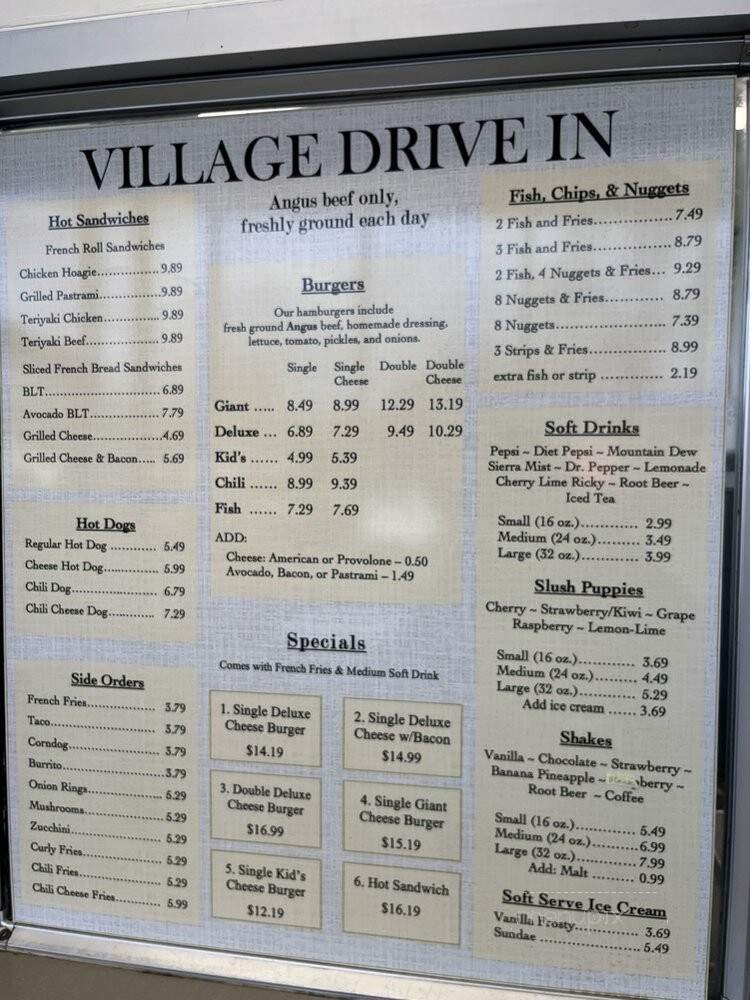 VILLAGE DRIVE IN
Angus beef only,
freshly ground each day
Hot Sandwiches
French Roll Sandwiches
Chicken Hoagie................9.89
Grilled Pastrami................9.89
Teriyaki Chicken...............9.89
Teriyaki Beef...................9.89
Sliced French Bread Sandwiches
BLT.............................6.89
Avocado BLT.................7.79
Grilled Cheese.................4.69
Grilled Cheese & Bacon..... 5.69
Hot Dogs
Regular Hot Dog ............ 5.49
Cheese Hot Dog.............. 5.99
Chili Dog....................... 6.79
Chili Cheese Dog............ 7.29
Side Orders
French Fries..................... 3.79
Taco............................ 3.79
Corndog........................ 3.79
Burrito.........................3.79
Onion Rings................... 5.29
Mushrooms.................... 5.29
Zucchini........................ 5.29
Curly Fries..................... 5.29
Chili Fries..................... 5.29
Chili Cheese Fries............ 5.99
Burgers
Our hamburgers include
fresh ground Angus beef, homemade dressing,
lettuce, tomato, pickles, and onions.
Single Single Cheese Double Double Cheese
Giant ..... 8.49 8.99 12.29 13.19
Deluxe ... 6.89 7.29 9.49 10.29
Kid's ...... 4.99 5.39
Chili ...... 8.99 9.39
Fish ...... 7.29 7.69
ADD:
Cheese: American or Provolone – 0.50
Avocado, Bacon, or Pastrami – 1.49
Specials
Comes with French Fries & Medium Soft Drink
1. Single Deluxe
Cheese Burger
$14.19
2. Single Deluxe
Cheese w/Bacon
$14.99
3. Double Deluxe
Cheese Burger
$16.99
4. Single Giant
Cheese Burger
$15.19
5. Single Kid's
Cheese Burger
$12.19
6. Hot Sandwich
$16.19
Fish, Chips, & Nuggets
2 Fish and Fries.................7.49
3 Fish and Fries................. 8.79
2 Fish, 4 Nuggets & Fries... 9.29
8 Nuggets & Fries............ 8.79
8 Nuggets....................... 7.39
3 Strips & Fries................ 8.99
extra fish or strip ............. 2.19
Soft Drinks
Pepsi ~ Diet Pepsi ~ Mountain Dew
Sierra Mist ~ Dr. Pepper ~ Lemonade
Cherry Lime Ricky ~ Root Beer ~
Iced Tea
Small (16 oz.)............ 2.99
Medium (24 oz.)......... 3.49
Large (32 oz.)............ 3.99
Slush Puppies
Cherry ~ Strawberry/Kiwi ~ Grape
Raspberry ~ Lemon-Lime
Small (16 oz.)............ 3.69
Medium (24 oz.)......... 4.49
Large (32 oz.)............ 5.29
Add ice cream ...... 3.69
Shakes
Vanilla ~ Chocolate ~ Strawberry ~
Banana Pineapple ~ berry ~
Root Beer ~ Coffee
Small (16 oz.)............ 5.49
Medium (24 oz.)..........6.99
Large (32 oz.)............ 7.99
Add: Malt ......... 0.99
Soft Serve Ice Cream
Vanilla Frosty............... 3.69
Sundae ........................ 5.49